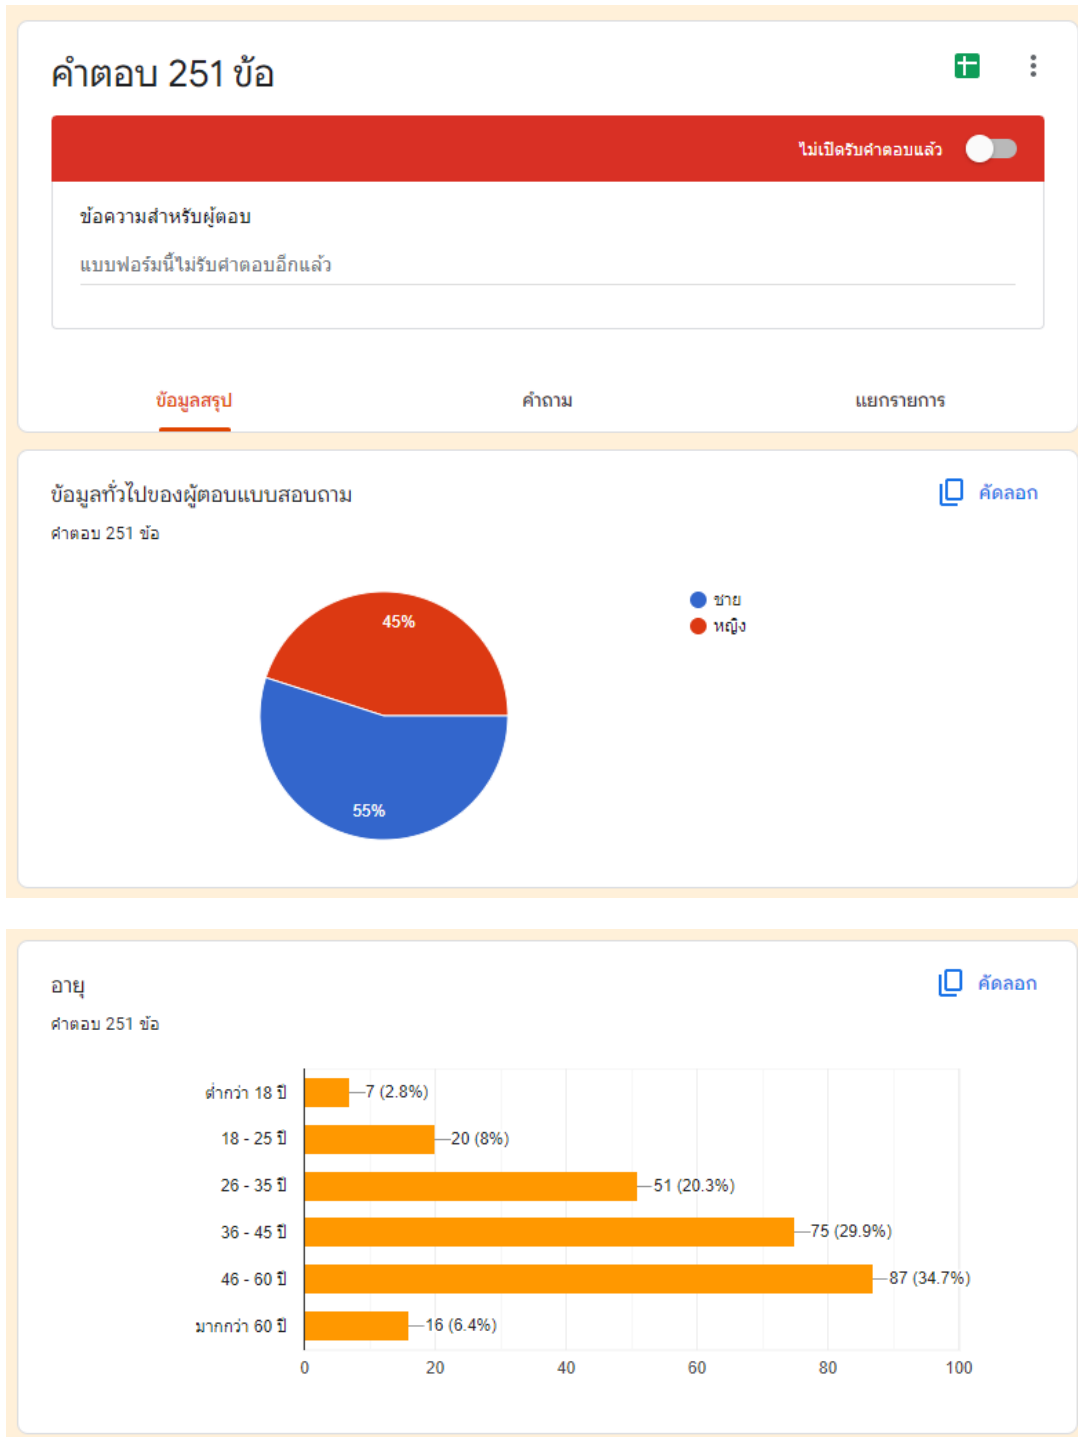 คำตอบ 251 ข้อ
ไม่เปิดรับคำตอบแล้ว
ข้อความสำหรับผู้ตอบ
แบบฟอร์มนี้ไม่รับคำตอบอีกแล้ว
ข้อมูลสรุป คำถาม แยกรายการ
ข้อมูลทั่วไปของผู้ตอบแบบสอบถาม คัดลอก
คำตอบ 251 ข้อ
45%
55%
ชาย
หญิง
อายุ คัดลอก
คำตอบ 251 ข้อ
ต่ำกว่า 18 ปี 7 (2.8%)
18 - 25 ปี 20 (8%)
26 - 35 ปี 51 (20.3%)
36 - 45 ปี 75 (29.9%)
46 - 60 ปี 87 (34.7%)
มากกว่า 60 ปี 16 (6.4%)
0 20 40 60 80 100